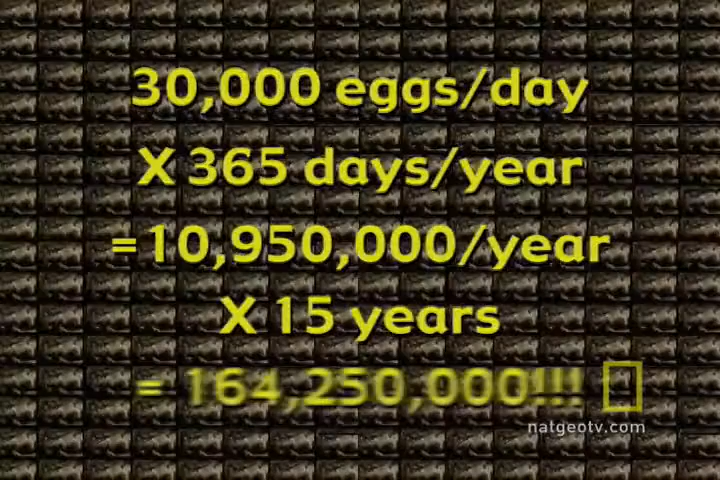 30,000 eggs/day
X 365 days/year
=10,950,000/year
X 15 years
= 164,250,000!!!
natgeotv.com